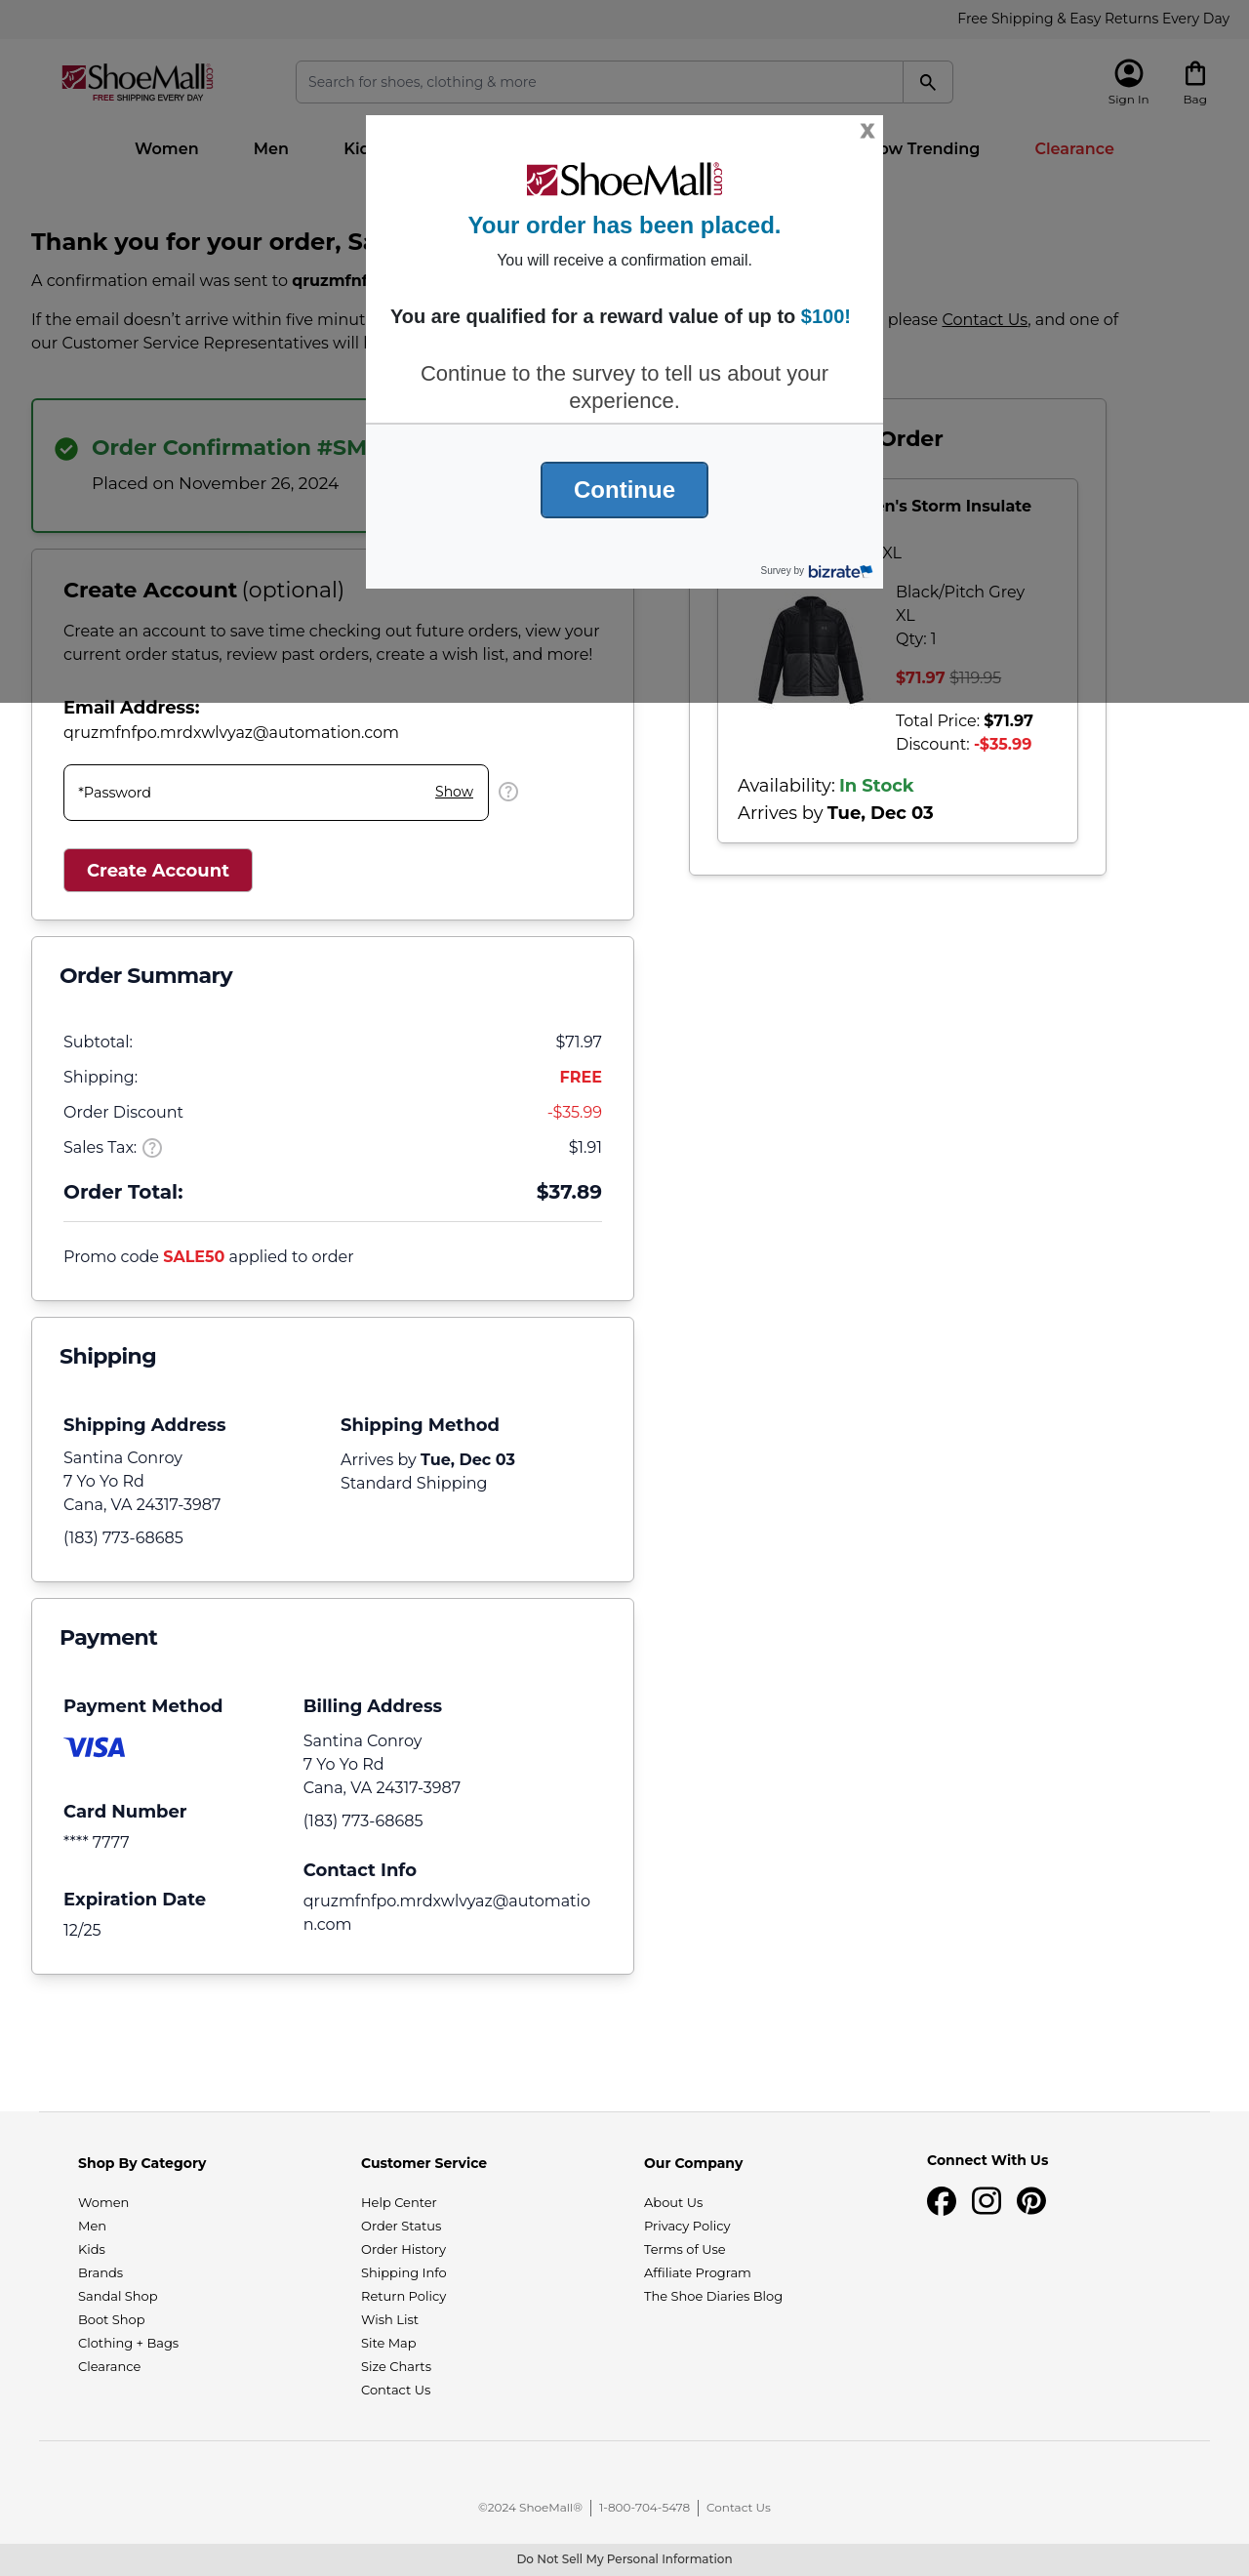 Free Shipping & Easy Returns Every Day
ShoeMall.com
FREE SHIPPING EVERY DAY
Search for shoes, clothing & more
Sign In
Bag
Women
Men
Trending
Clearance
X
ShoeMall.com
Your order has been placed.
You will receive a confirmation email.
You are qualified for a reward value of up to $100!
Continue to the survey to tell us about your
experience.
Continue
Survey by bizrate
Thank you for your order,
A confirmation email was sent to
If the email doesn’t arrive within five
please Contact Us, and one of
our Customer Service Representatives will
Order Confirmation #SM
Placed on November 26, 2024
Create Account (optional)
Create an account to save time checking out future orders, view your
current order status, review past orders, create a wish list, and more!
Email Address:
qruzmfnfpo.mrdxwlvyaz@automation.com
*Password
Show
?
Create Account
Order
Storm Insulate
XL
Black/Pitch Grey
XL
Qty: 1
$71.97 $119.95
Total Price: $71.97
Discount: -$35.99
Availability: In Stock
Arrives by Tue, Dec 03
Order Summary
Subtotal: $71.97
Shipping: FREE
Order Discount -$35.99
Sales Tax: ? $1.91
Order Total: $37.89
Promo code SALE50 applied to order
Shipping
Shipping Address
Santina Conroy
7 Yo Yo Rd
Cana, VA 24317-3987
(183) 773-68685
Shipping Method
Arrives by Tue, Dec 03
Standard Shipping
Payment
Payment Method
VISA
Card Number
**** 7777
Expiration Date
12/25
Billing Address
Santina Conroy
7 Yo Yo Rd
Cana, VA 24317-3987
(183) 773-68685
Contact Info
qruzmfnfpo.mrdxwlvyaz@automatio
n.com
Shop By Category
Women
Men
Kids
Brands
Sandal Shop
Boot Shop
Clothing + Bags
Clearance
Customer Service
Help Center
Order Status
Order History
Shipping Info
Return Policy
Wish List
Site Map
Size Charts
Contact Us
Our Company
About Us
Privacy Policy
Terms of Use
Affiliate Program
The Shoe Diaries Blog
Connect With Us
©2024 ShoeMall® | 1-800-704-5478 | Contact Us
Do Not Sell My Personal Information